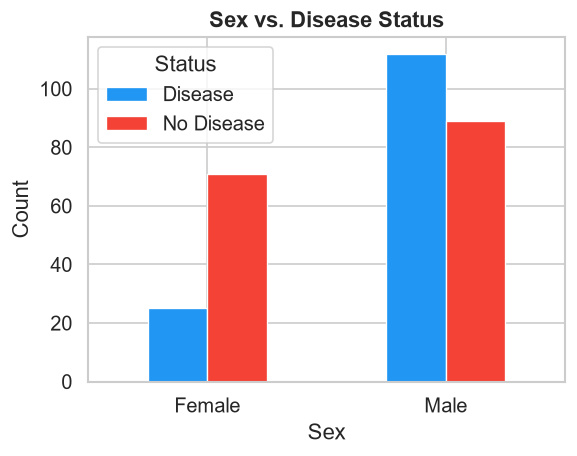 Sex vs. Disease Status
Status
Disease
No Disease
Count
100
80
60
40
20
0
Female
Male
Sex